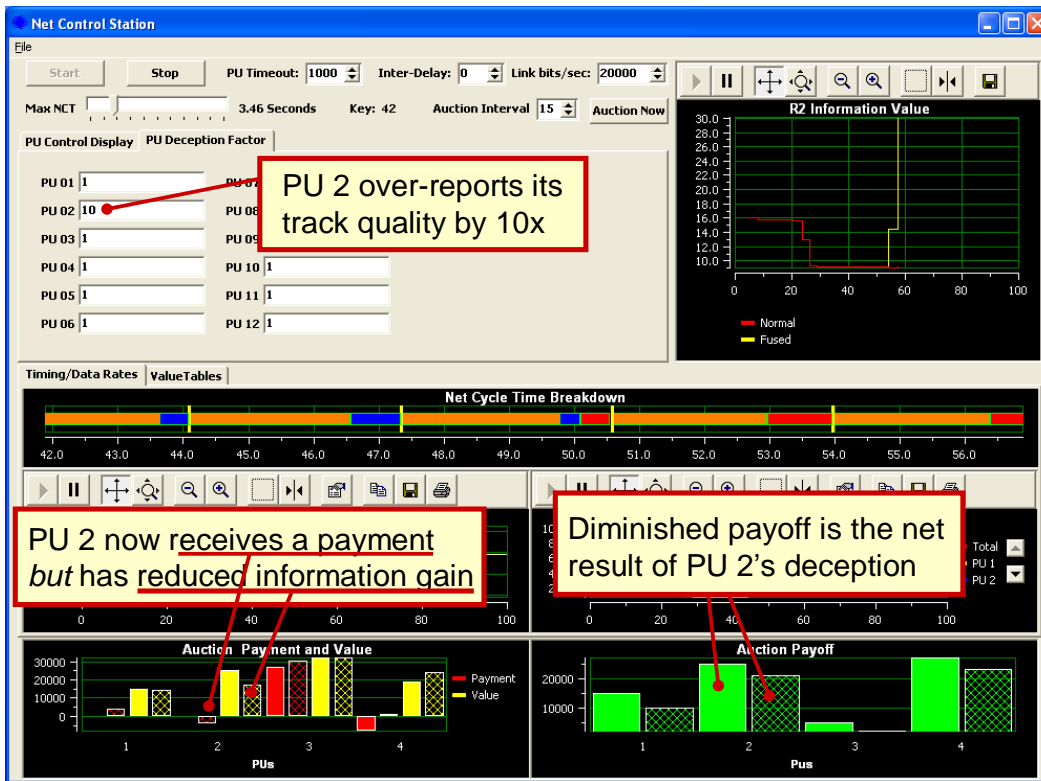 Net Control Station
File
Start Stop PU Timeout: 1000 Inter-Delay: 0 Link bits/sec: 20000
Max NCT 3.46 Seconds Key: 42 Auction Interval 15 Auction Now
PU Control Display PU Deception Factor
PU 01 1
PU 02 10 PU 08
PU 03 1 PU 09
PU 04 1 PU 10 1
PU 05 1 PU 11 1
PU 06 1 PU 12 1
PU 2 over-reports its
track quality by 10x
R2 Information Value
30.0
28.0
26.0
24.0
22.0
20.0
18.0
16.0
14.0
12.0
10.0
0 20 40 60 80 100
Normal
Fused
Timing/Data Rates ValueTables
Net Cycle Time Breakdown
42.0 43.0 44.0 45.0 46.0 47.0 48.0 49.0 50.0 51.0 52.0 53.0 54.0 55.0 56.0
PU 2 now receives a payment
but has reduced information gain
0 20 40 60 80 100
Diminished payoff is the net
result of PU 2's deception
Total
PU 1
PU 2
0 20 40 60 80 100
Auction Payment and Value
30000
20000
10000
0
Payment
Value
1 2 3 4
PUs
Auction Payoff
20000
10000
1 2 3 4
Pus